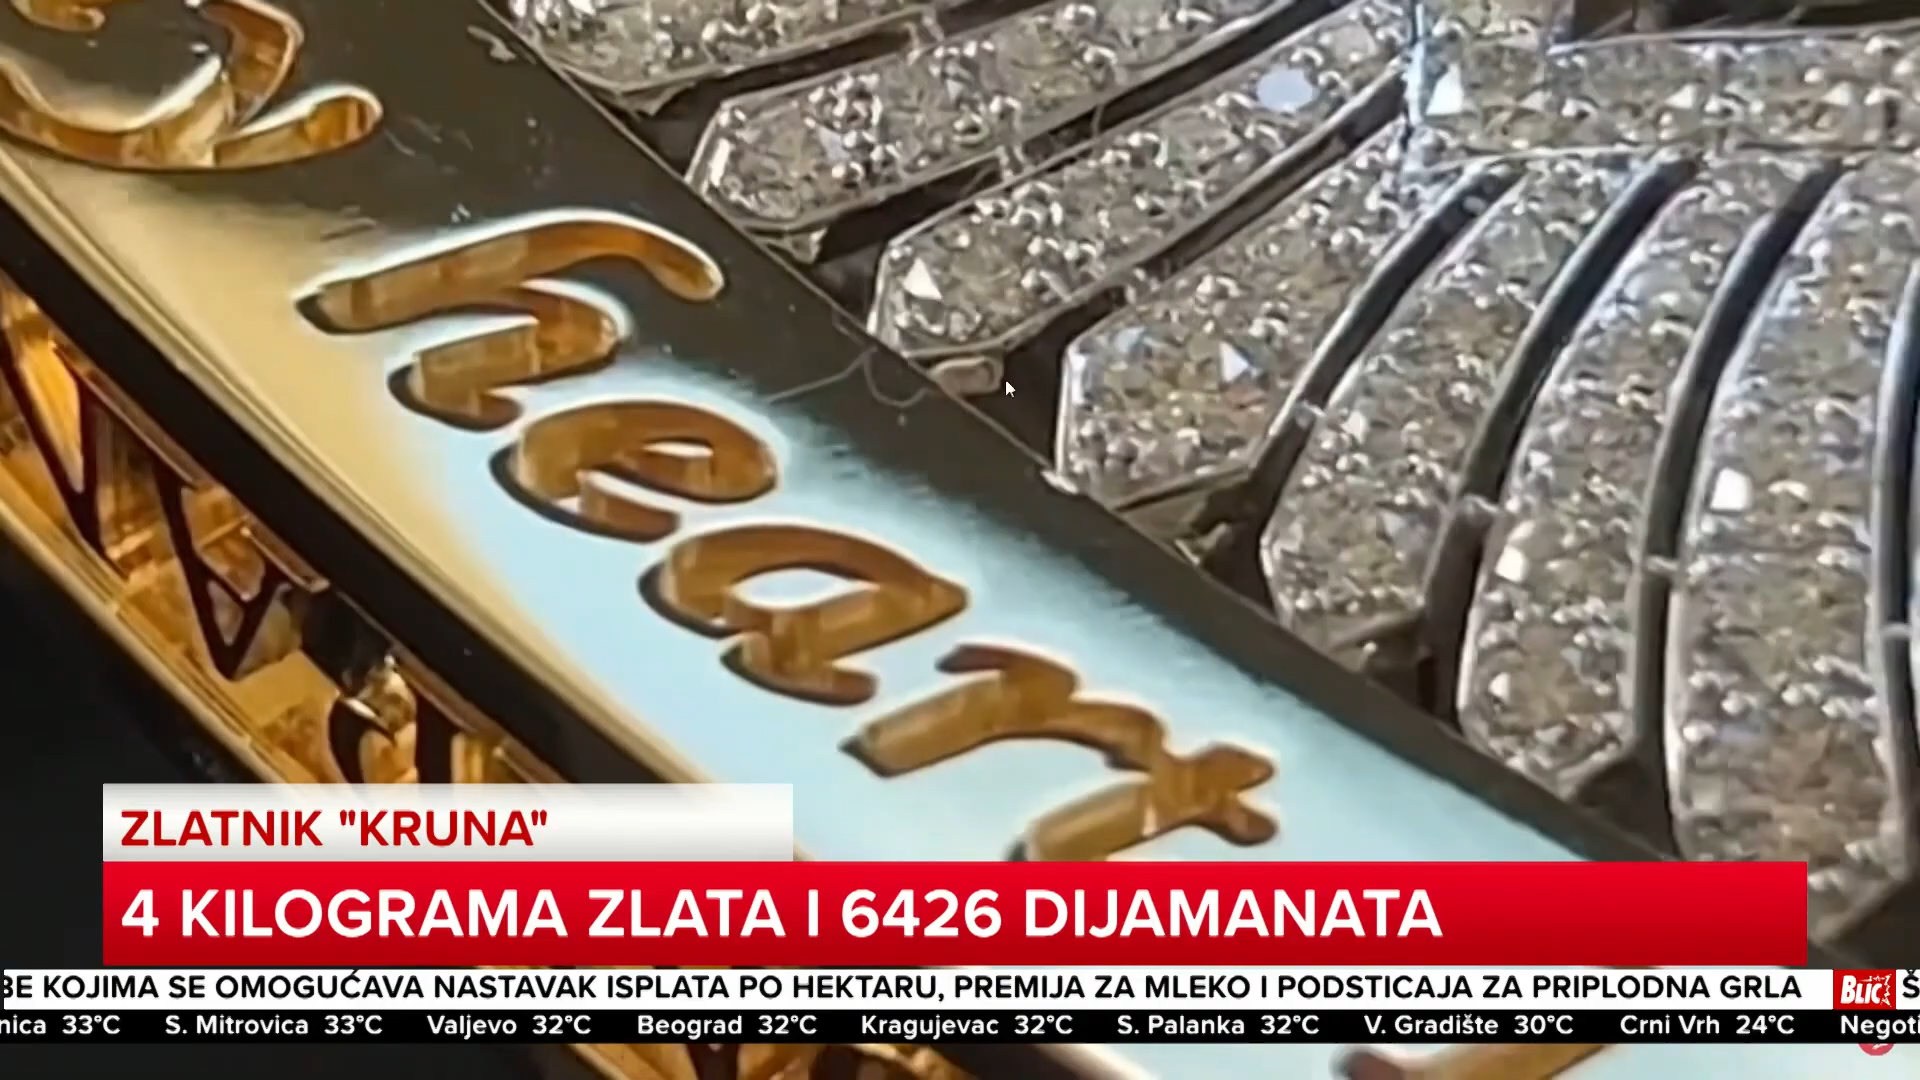 heart
ZLATNIK "KRUNA"
4 KILOGRAMA ZLATA I 6426 DIJAMANATA
BE KOJIMA SE OMOGUĆAVA NASTAVAK ISPLATA PO HEKTARU, PREMIJA ZA MLEKO I PODSTICAJA ZA PRIPLODNA GRLA BLIC Š
nica 33°C S. Mitrovica 33°C Valjevo 32°C Beograd 32°C Kragujevac 32°C S. Palanka 32°C V. Gradište 30°C Crni Vrh 24°C Negoti